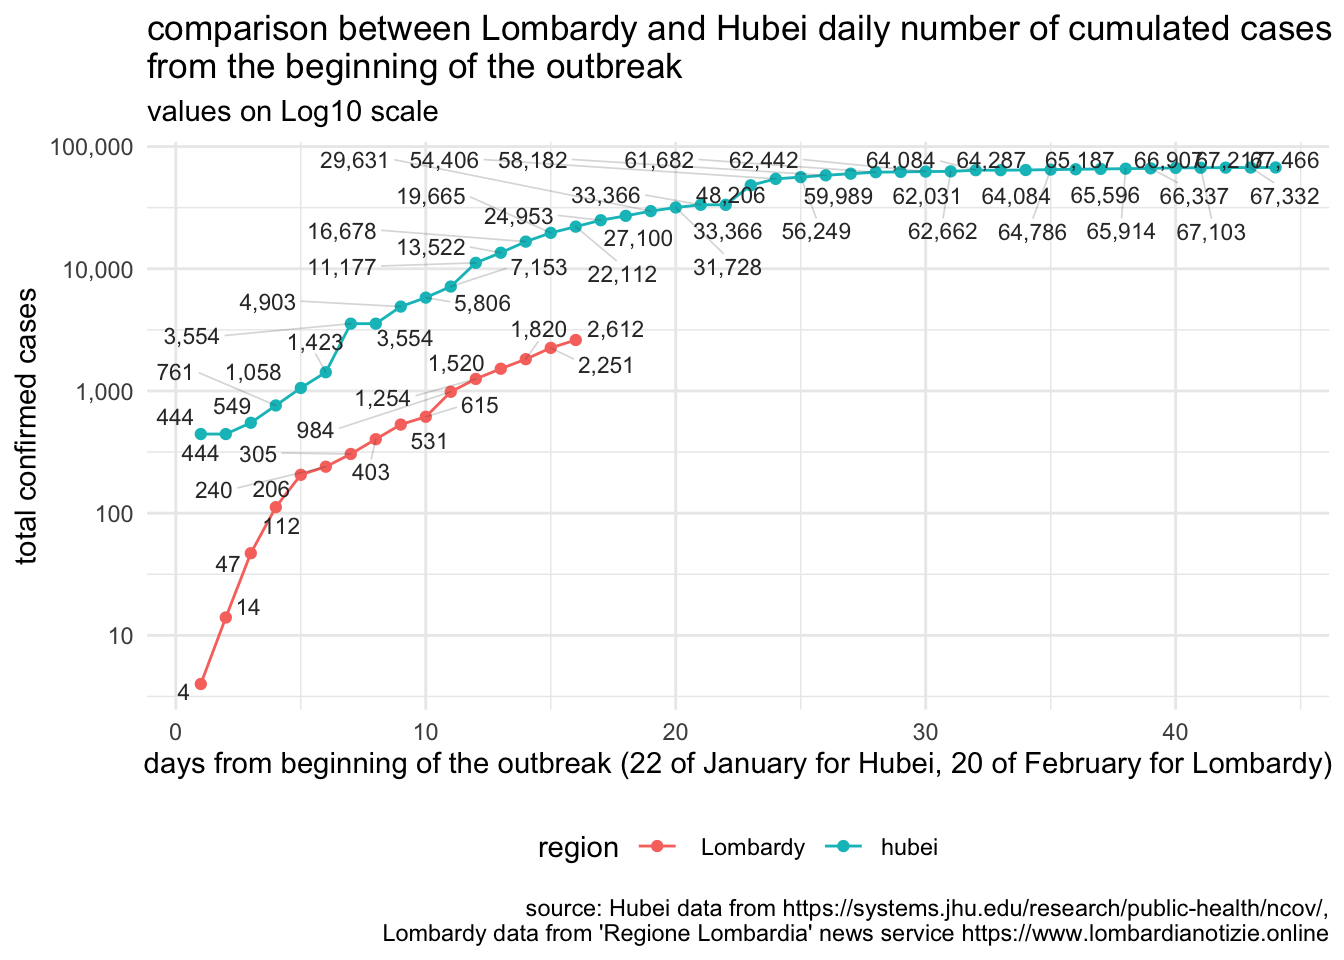 comparison between Lombardy and Hubei daily number of cumulated cases
from the beginning of the outbreak
values on Log10 scale
total confirmed cases
100,000
10,000
1,000
100
10
29,631 54,406 58,182 61,682 62,442 64,084 64,287 65,187 66,907 67,217 67,466
19,665 33,366 48,206 59,989 62,031 64,084 65,596 66,337 67,332
24,953
16,678 27,100 33,366 56,249 62,662 64,786 65,914 67,103
13,522
11,177 7,153 22,112 31,728
4,903 5,806
3,554 1,423 3,554 1,820 2,612
761 1,058 1,520 2,251
444 549 1,254 615
444 305 984 531
240 206 403
112
47
14
4
0 10 20 30 40
days from beginning of the outbreak (22 of January for Hubei, 20 of February for Lombardy)
region Lombardy hubei
source: Hubei data from https://systems.jhu.edu/research/public-health/ncov/,
Lombardy data from 'Regione Lombardia' news service https://www.lombardianotizie.online